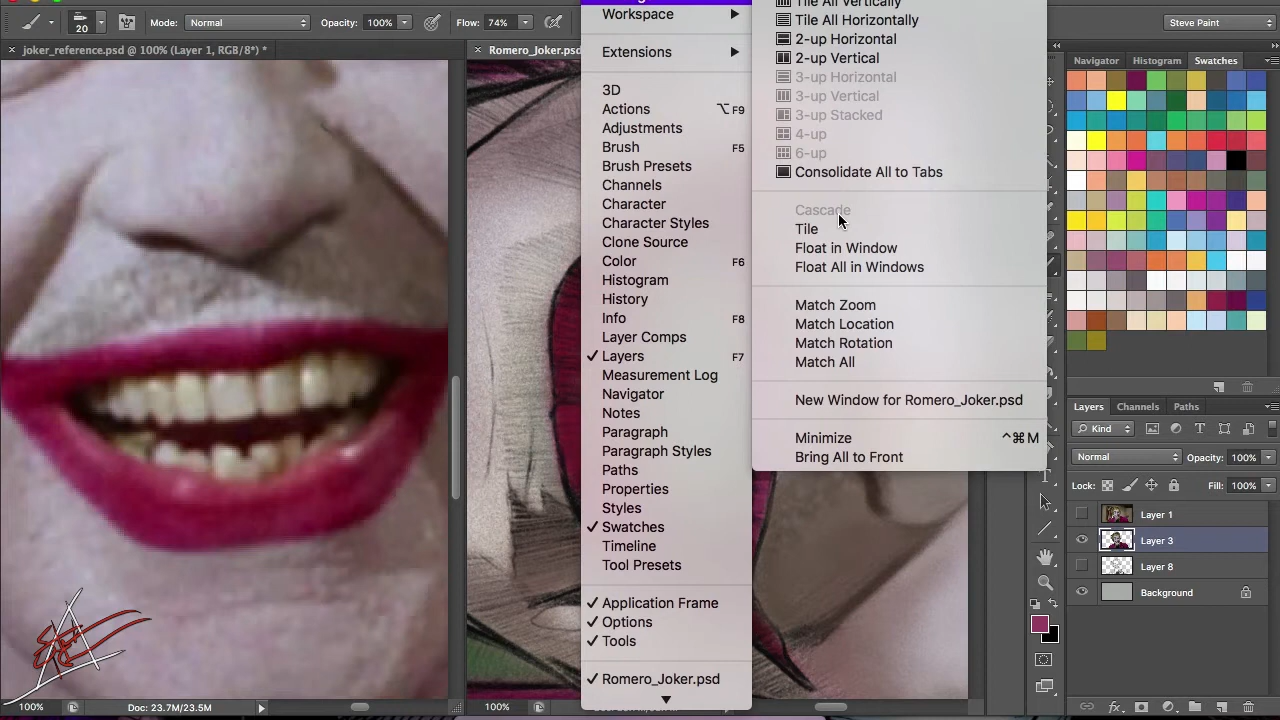 20
Mode: Normal
Opacity: 100%
Flow: 74%
Steve Paint
joker_reference.psd @ 100% (Layer 1, RGB/8*) *
Romero_Joker.psd
Workspace
Extensions
3D
Actions ⌥F9
Adjustments
Brush F5
Brush Presets
Channels
Character
Character Styles
Clone Source
Color F6
Histogram
History
Info F8
Layer Comps
✓ Layers F7
Measurement Log
Navigator
Notes
Paragraph
Paragraph Styles
Paths
Properties
Styles
✓ Swatches
Timeline
Tool Presets
✓ Application Frame
✓ Options
✓ Tools
✓ Romero_Joker.psd
Tile All Vertically
Tile All Horizontally
2-up Horizontal
2-up Vertical
3-up Horizontal
3-up Vertical
3-up Stacked
4-up
6-up
Consolidate All to Tabs
Cascade
Tile
Float in Window
Float All in Windows
Match Zoom
Match Location
Match Rotation
Match All
New Window for Romero_Joker.psd
Minimize ^⌘M
Bring All to Front
Navigator Histogram Swatches
Layers Channels Paths
Kind
Normal Opacity: 100%
Lock: Fill: 100%
Layer 1
Layer 3
Layer 8
Background
100% Doc: 23.7M/23.5M
100%